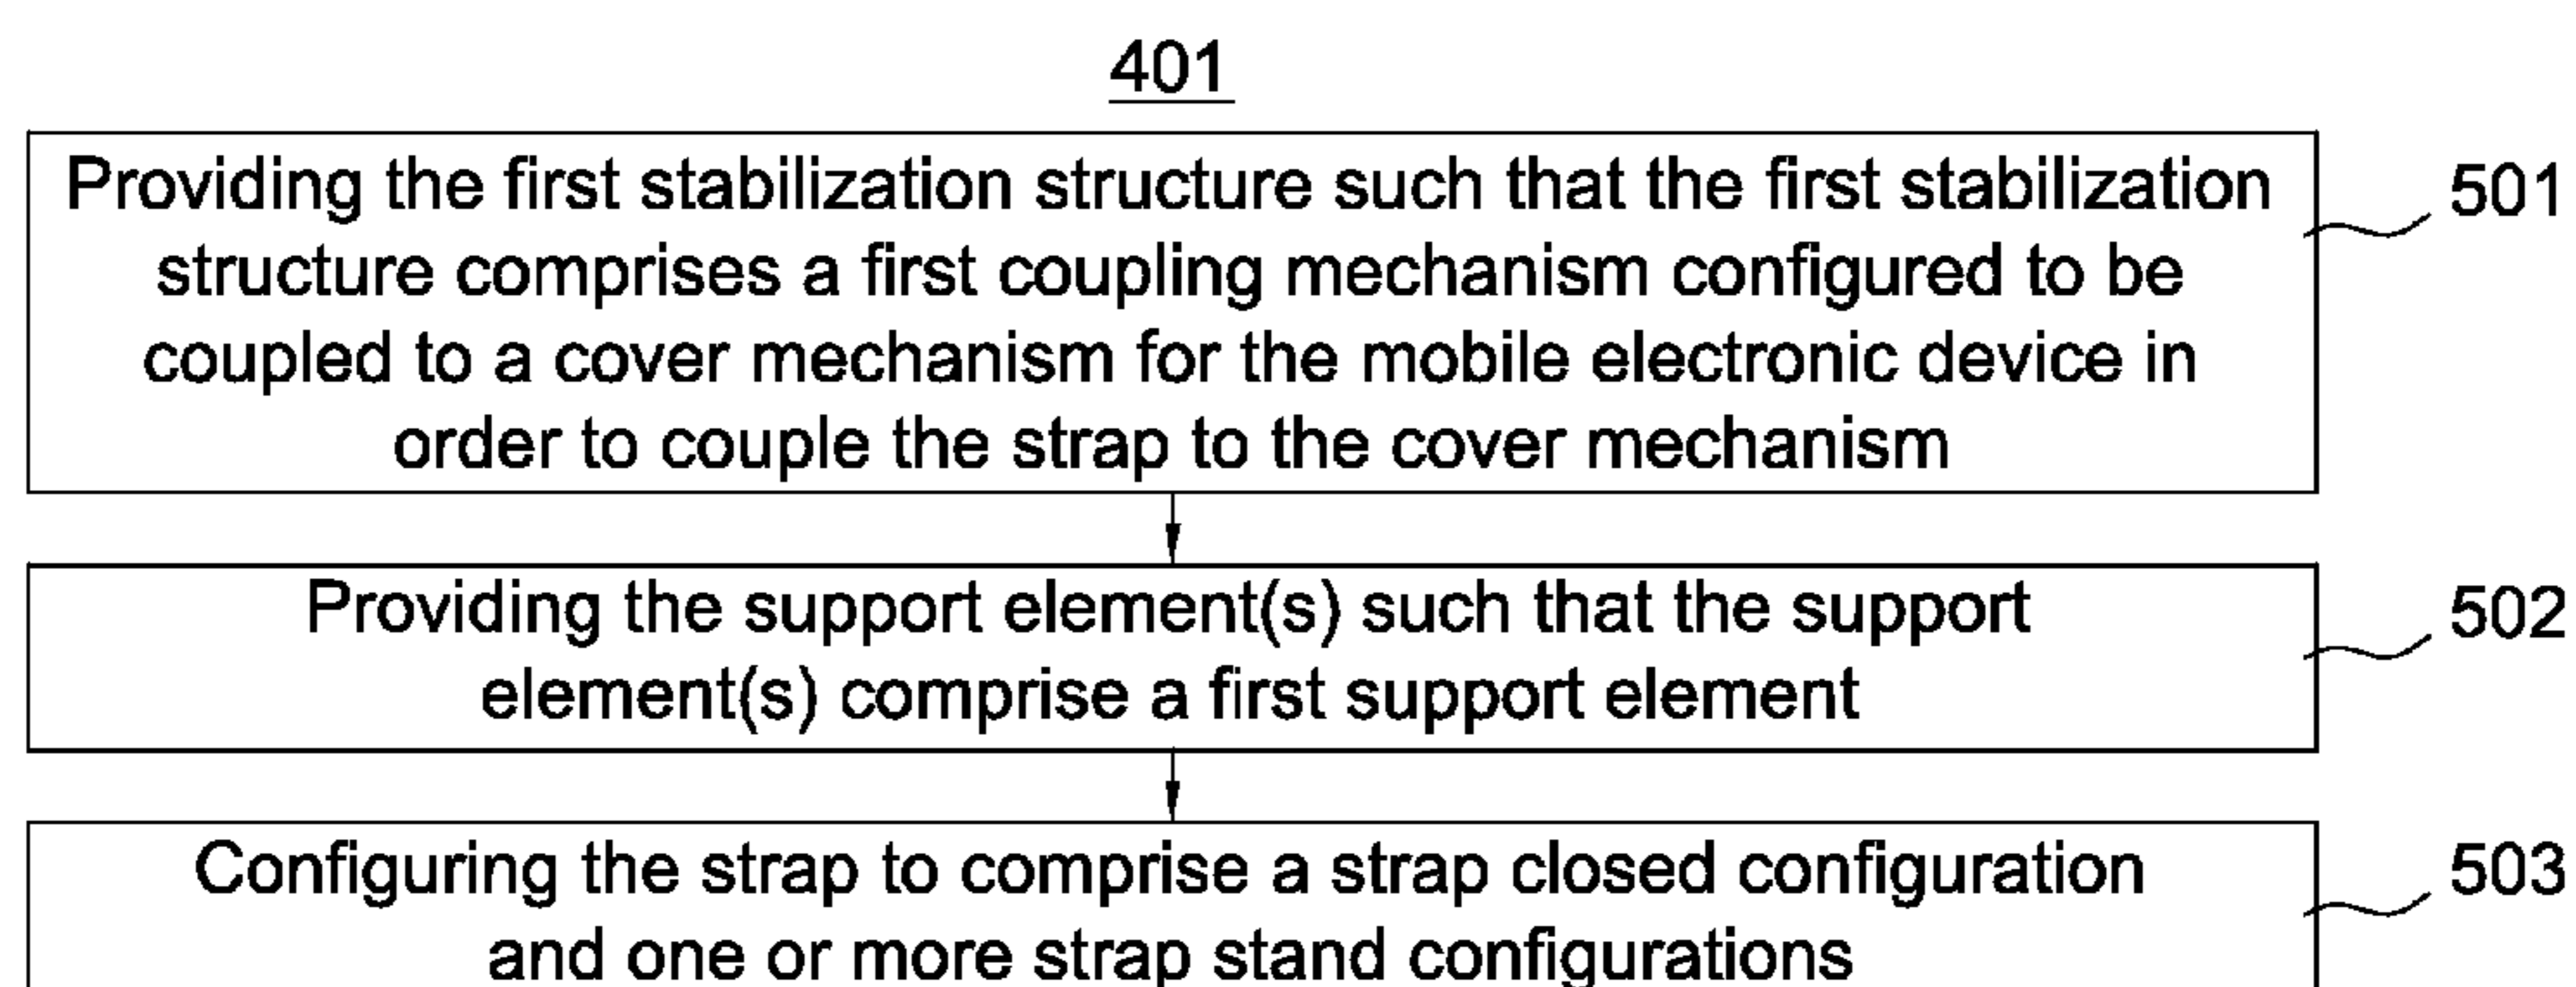 401
Providing the first stabilization structure such that the first stabilization
structure comprises a first coupling mechanism configured to be
coupled to a cover mechanism for the mobile electronic device in
order to couple the strap to the cover mechanism
501
Providing the support element(s) such that the support
element(s) comprise a first support element
502
Configuring the strap to comprise a strap closed configuration
and one or more strap stand configurations
503